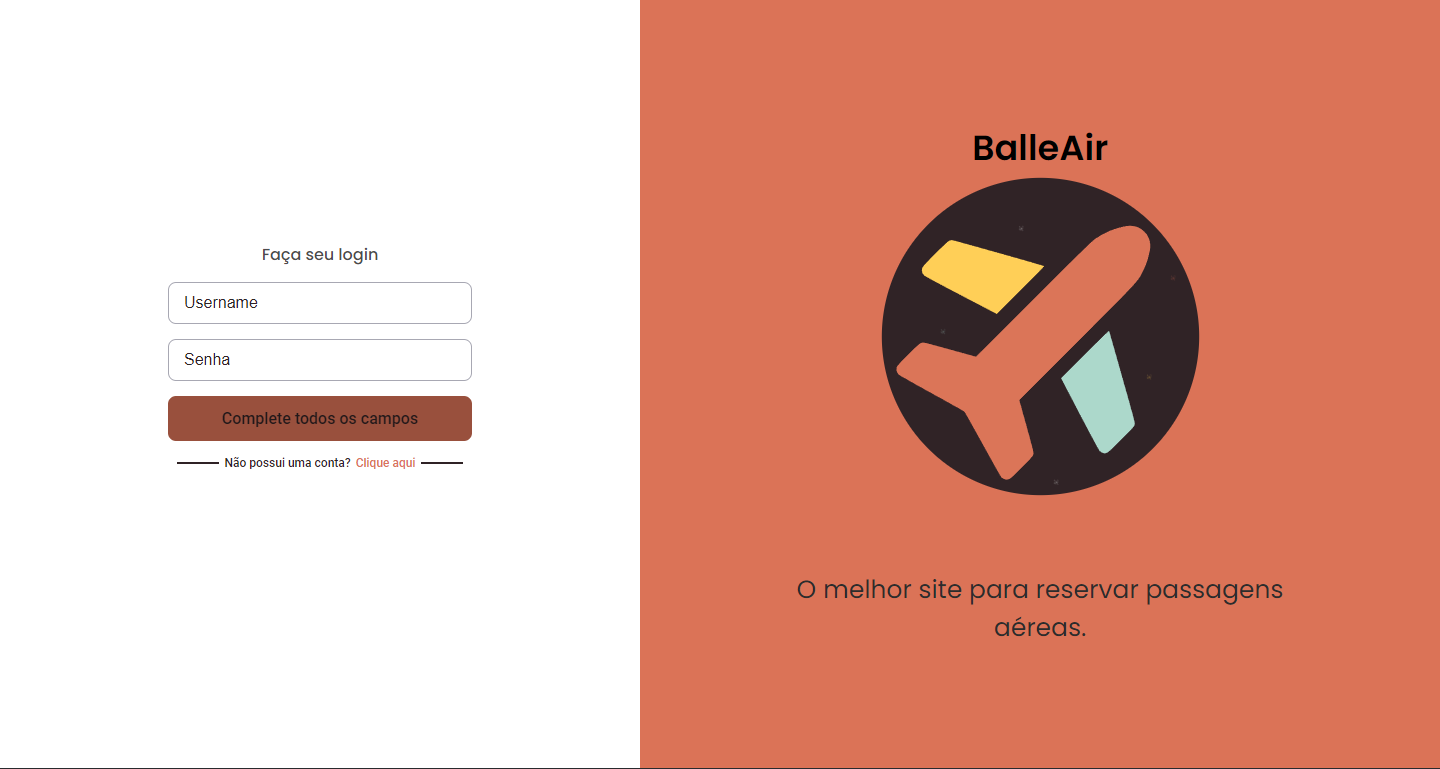 Faça seu login
Username
Senha
Complete todos os campos
Não possui uma conta? Clique aqui
BalleAir
O melhor site para reservar passagens
aéreas.